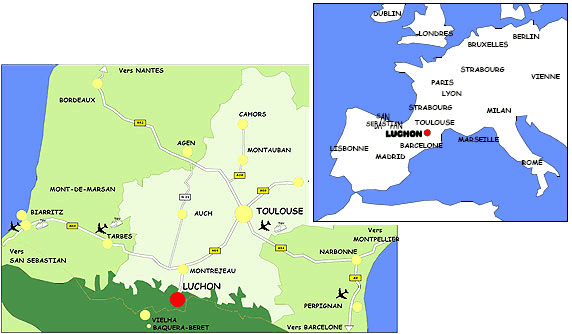 DUBLIN
LONDRES
BERLIN
BRUXELLES
STRABOURG
VIENNE
PARIS
LYON
STRABOURG
MILAN
SAN
SEBASTIAN
TOULOUSE
LUCHON
MARSEILLE
BARCELONE
LISBONNE
MADRID
ROME
Vers NANTES
BORDEAUX
CAHORS
AGEN
MONTAUBAN
MONT-DE-MARSAN
BIARRITZ
AUCH
TOULOUSE
TARBES
Vers
MONTPELLIER
NARBONNE
Vers
SAN SEBASTIAN
MONTREJEAU
LUCHON
PERPIGNAN
VIELHA
BAQUERA-BERET
Vers BARCELONE